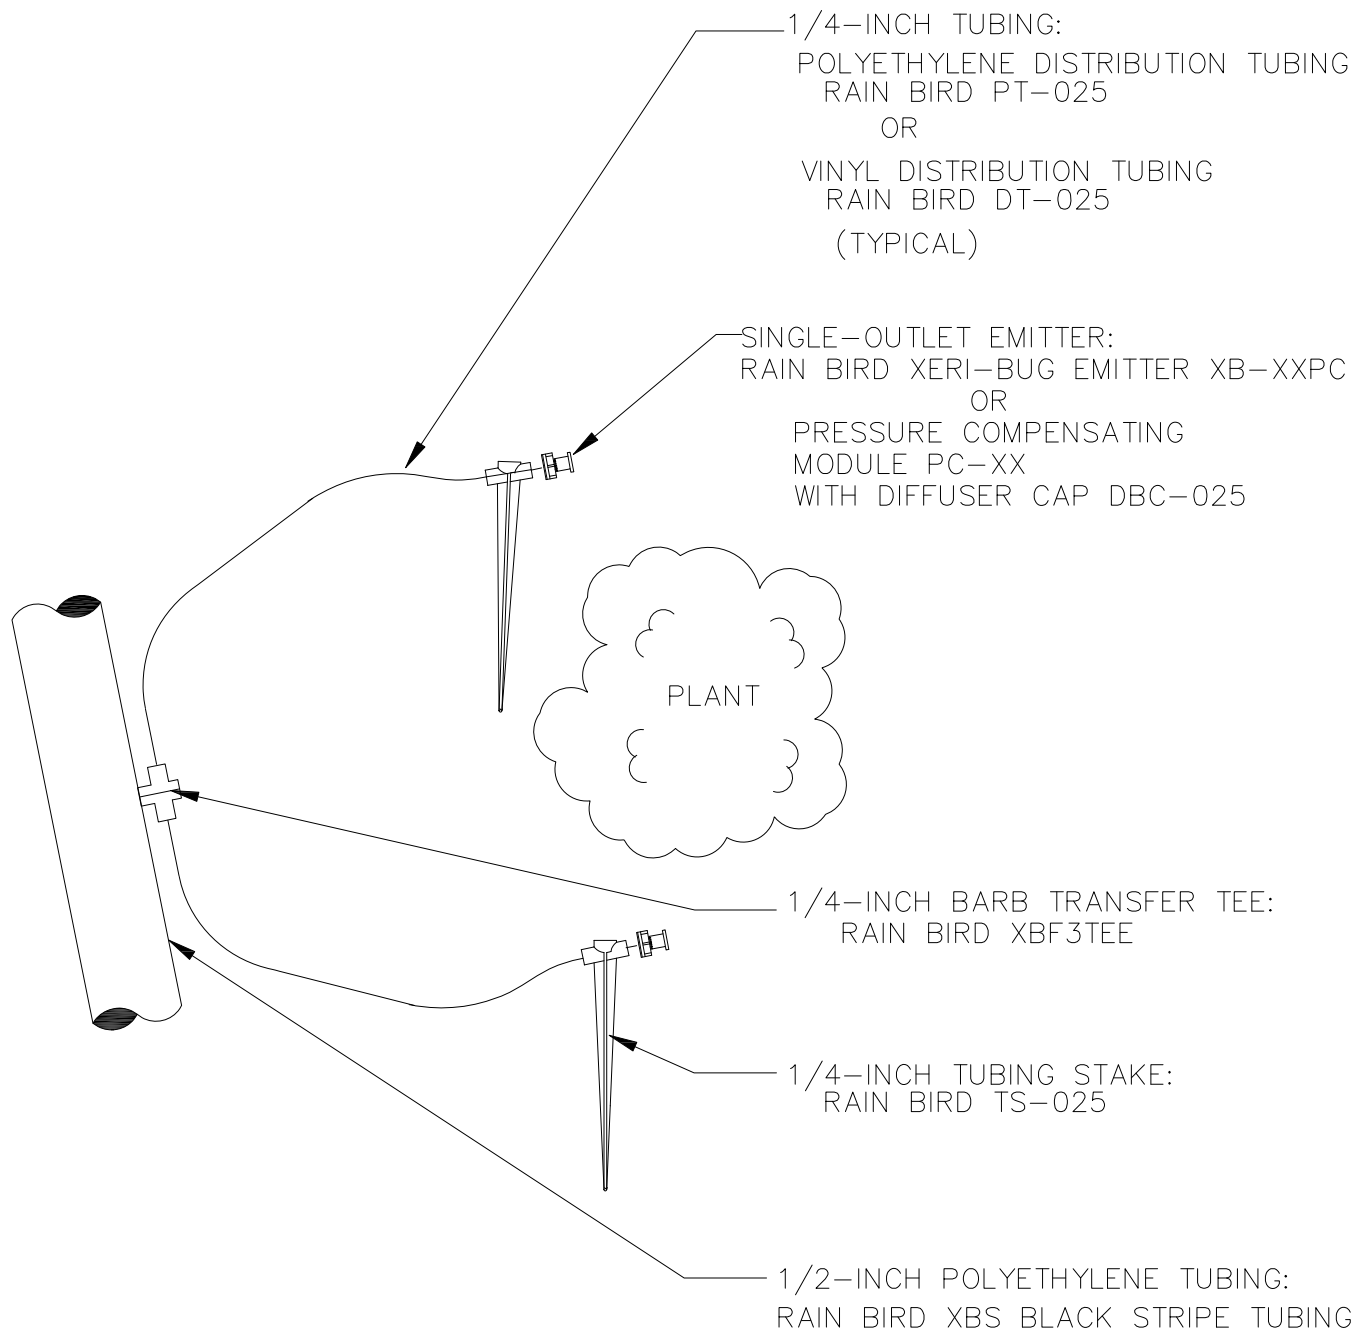 1/4-INCH TUBING:
POLYETHYLENE DISTRIBUTION TUBING
RAIN BIRD PT-025
OR
VINYL DISTRIBUTION TUBING
RAIN BIRD DT-025
(TYPICAL)
SINGLE-OUTLET EMITTER:
RAIN BIRD XERI-BUG EMITTER XB-XXPC
OR
PRESSURE COMPENSATING
MODULE PC-XX
WITH DIFFUSER CAP DBC-025
PLANT
1/4-INCH BARB TRANSFER TEE:
RAIN BIRD XBF3TEE
1/4-INCH TUBING STAKE:
RAIN BIRD TS-025
1/2-INCH POLYETHYLENE TUBING:
RAIN BIRD XBS BLACK STRIPE TUBING